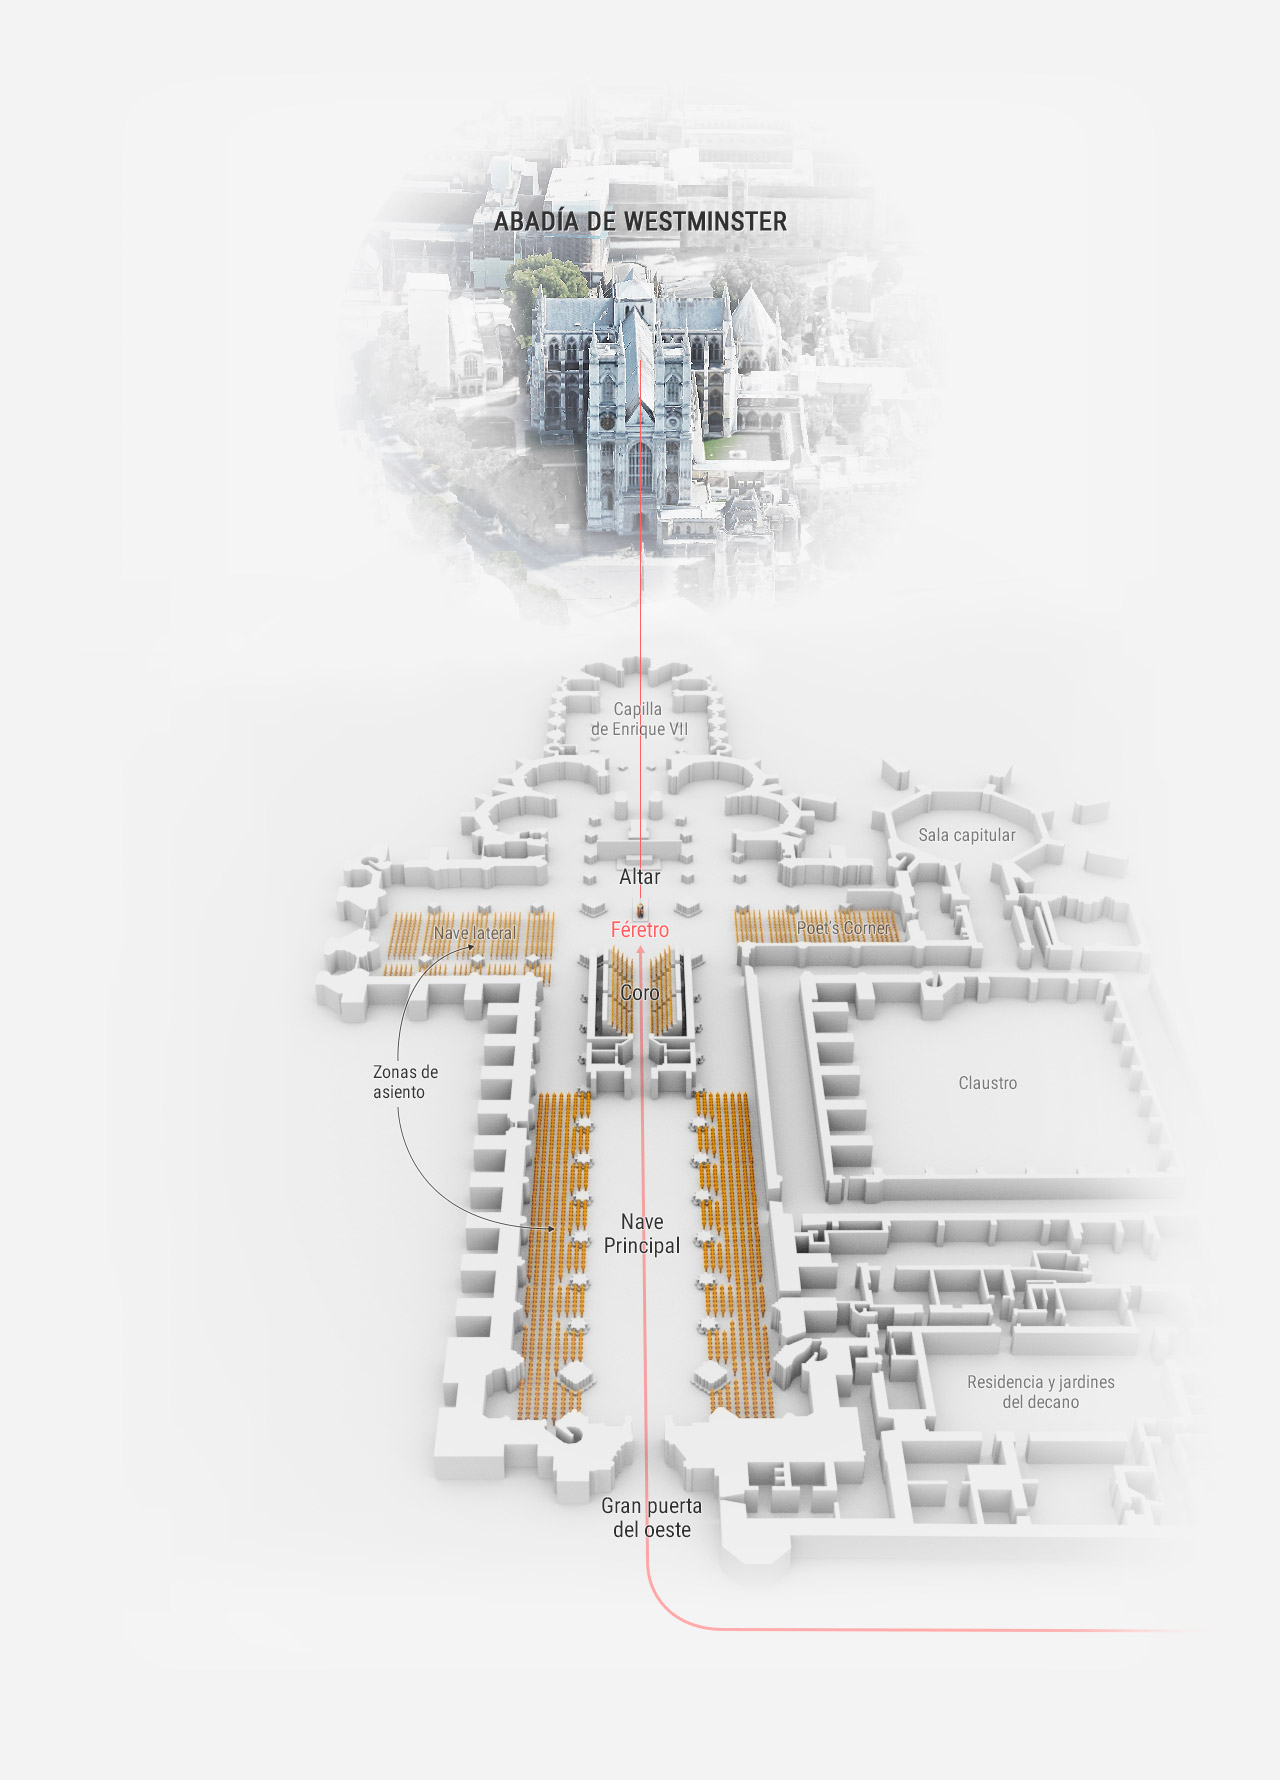 ABADÍA DE WESTMINSTER
Capilla
de Enrique VII
Sala capitular
Altar
Féretro
Nave lateral
Poet's Corner
Coro
Zonas de
asiento
Claustro
Nave
Principal
Residencia y jardines
del decano
Gran puerta
del oeste